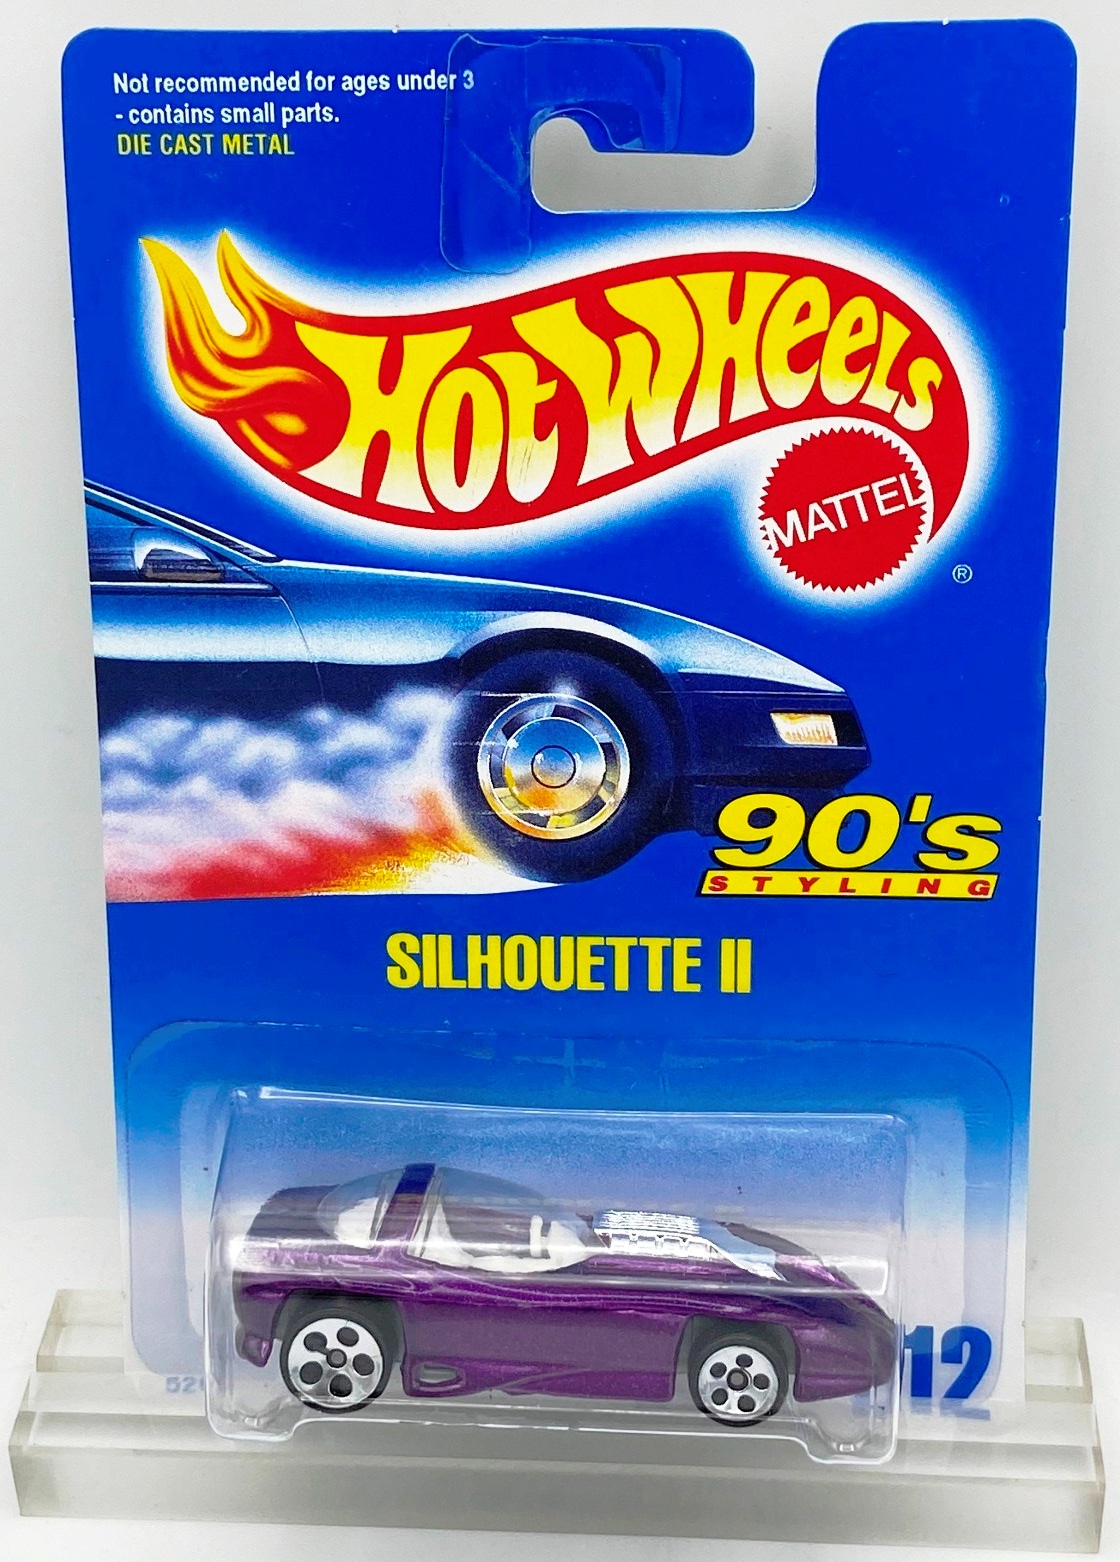 Not recommended for ages under 3
- contains small parts.
DIE CAST METAL
HOT WHEELS
MATTEL
®
90's
STYLING
SILHOUETTE II
12